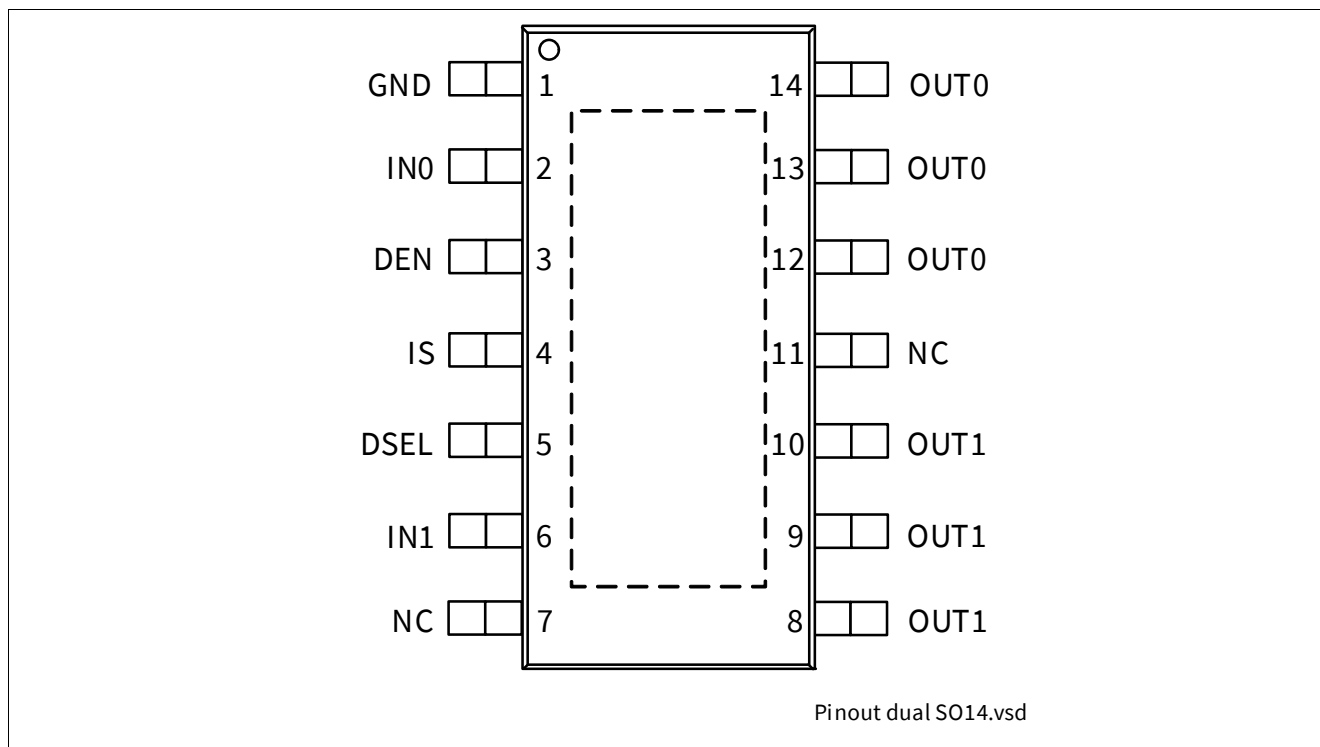 GND 1 14 OUT0
IN0 2 13 OUT0
DEN 3 12 OUT0
IS 4 11 NC
DSEL 5 10 OUT1
IN1 6 9 OUT1
NC 7 8 OUT1
Pinout dual SO14.vsd